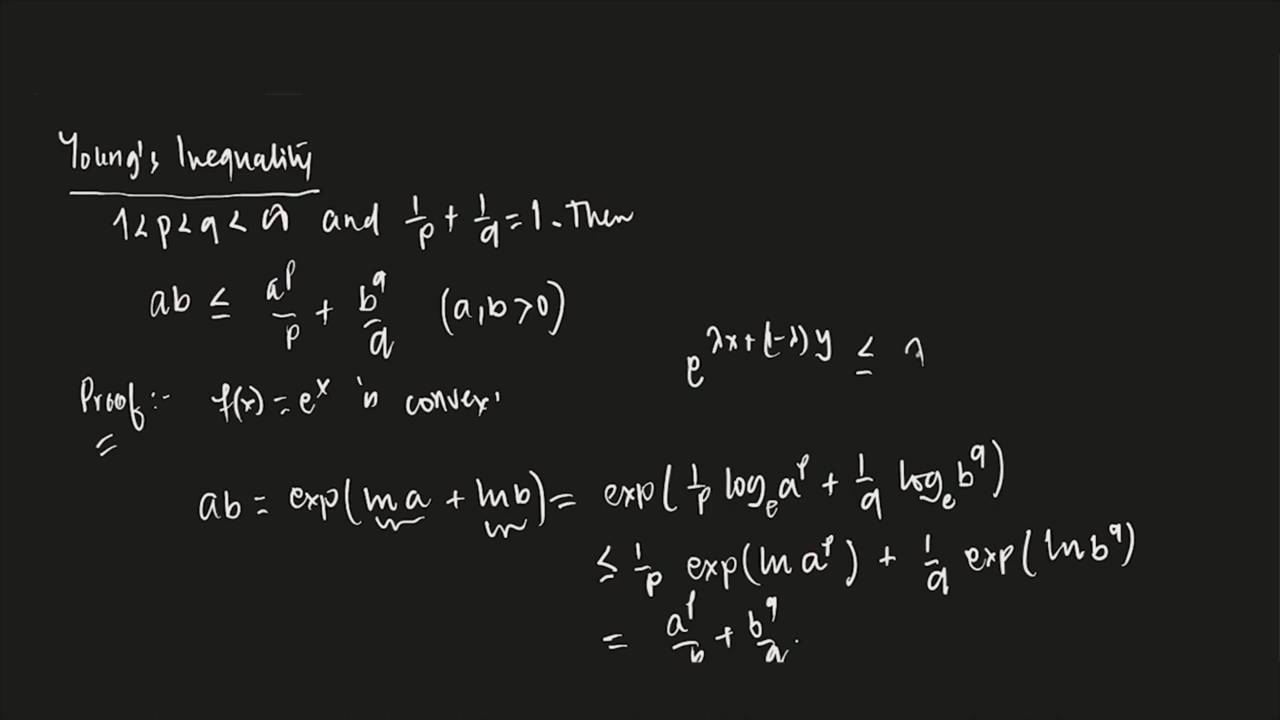 Young's Inequality
1 < p < q < ∞ and 1/p + 1/q = 1. Then
ab ≤ a^p/p + b^q/q (a, b > 0)
e^{λx + (1-λ)y} ≤ λ
Proof:- f(x) = e^x is convex.
ab = exp(ln a + ln b) = exp(1/p log_e a^p + 1/q log_e b^q)
≤ 1/p exp(ln a^p) + 1/q exp(ln b^q)
= a^p/p + b^q/q.